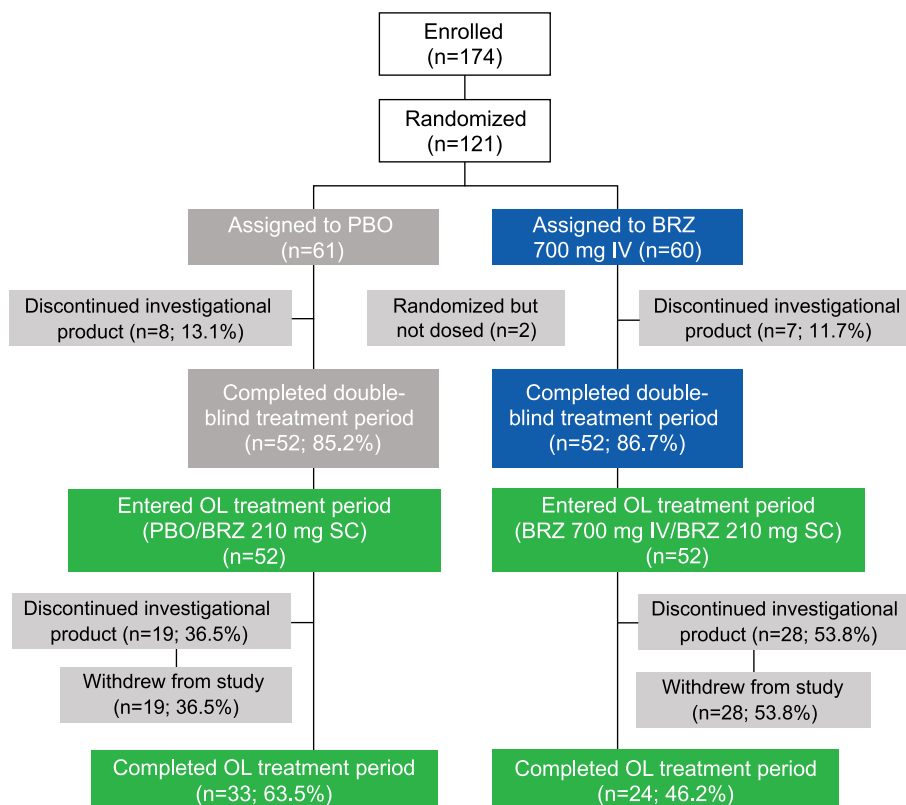 Enrolled
(n=174)
Randomized
(n=121)
Assigned to PBO
(n=61)
Assigned to BRZ
700 mg IV (n=60)
Discontinued investigational
product (n=8; 13.1%)
Randomized but
not dosed (n=2)
Discontinued investigational
product (n=7; 11.7%)
Completed double-
blind treatment period
(n=52; 85.2%)
Completed double-
blind treatment period
(n=52; 86.7%)
Entered OL treatment period
(PBO/BRZ 210 mg SC)
(n=52)
Entered OL treatment period
(BRZ 700 mg IV/BRZ 210 mg SC)
(n=52)
Discontinued investigational
product (n=19; 36.5%)
Discontinued investigational
product (n=28; 53.8%)
Withdrew from study
(n=19; 36.5%)
Withdrew from study
(n=28; 53.8%)
Completed OL treatment period
(n=33; 63.5%)
Completed OL treatment period
(n=24; 46.2%)